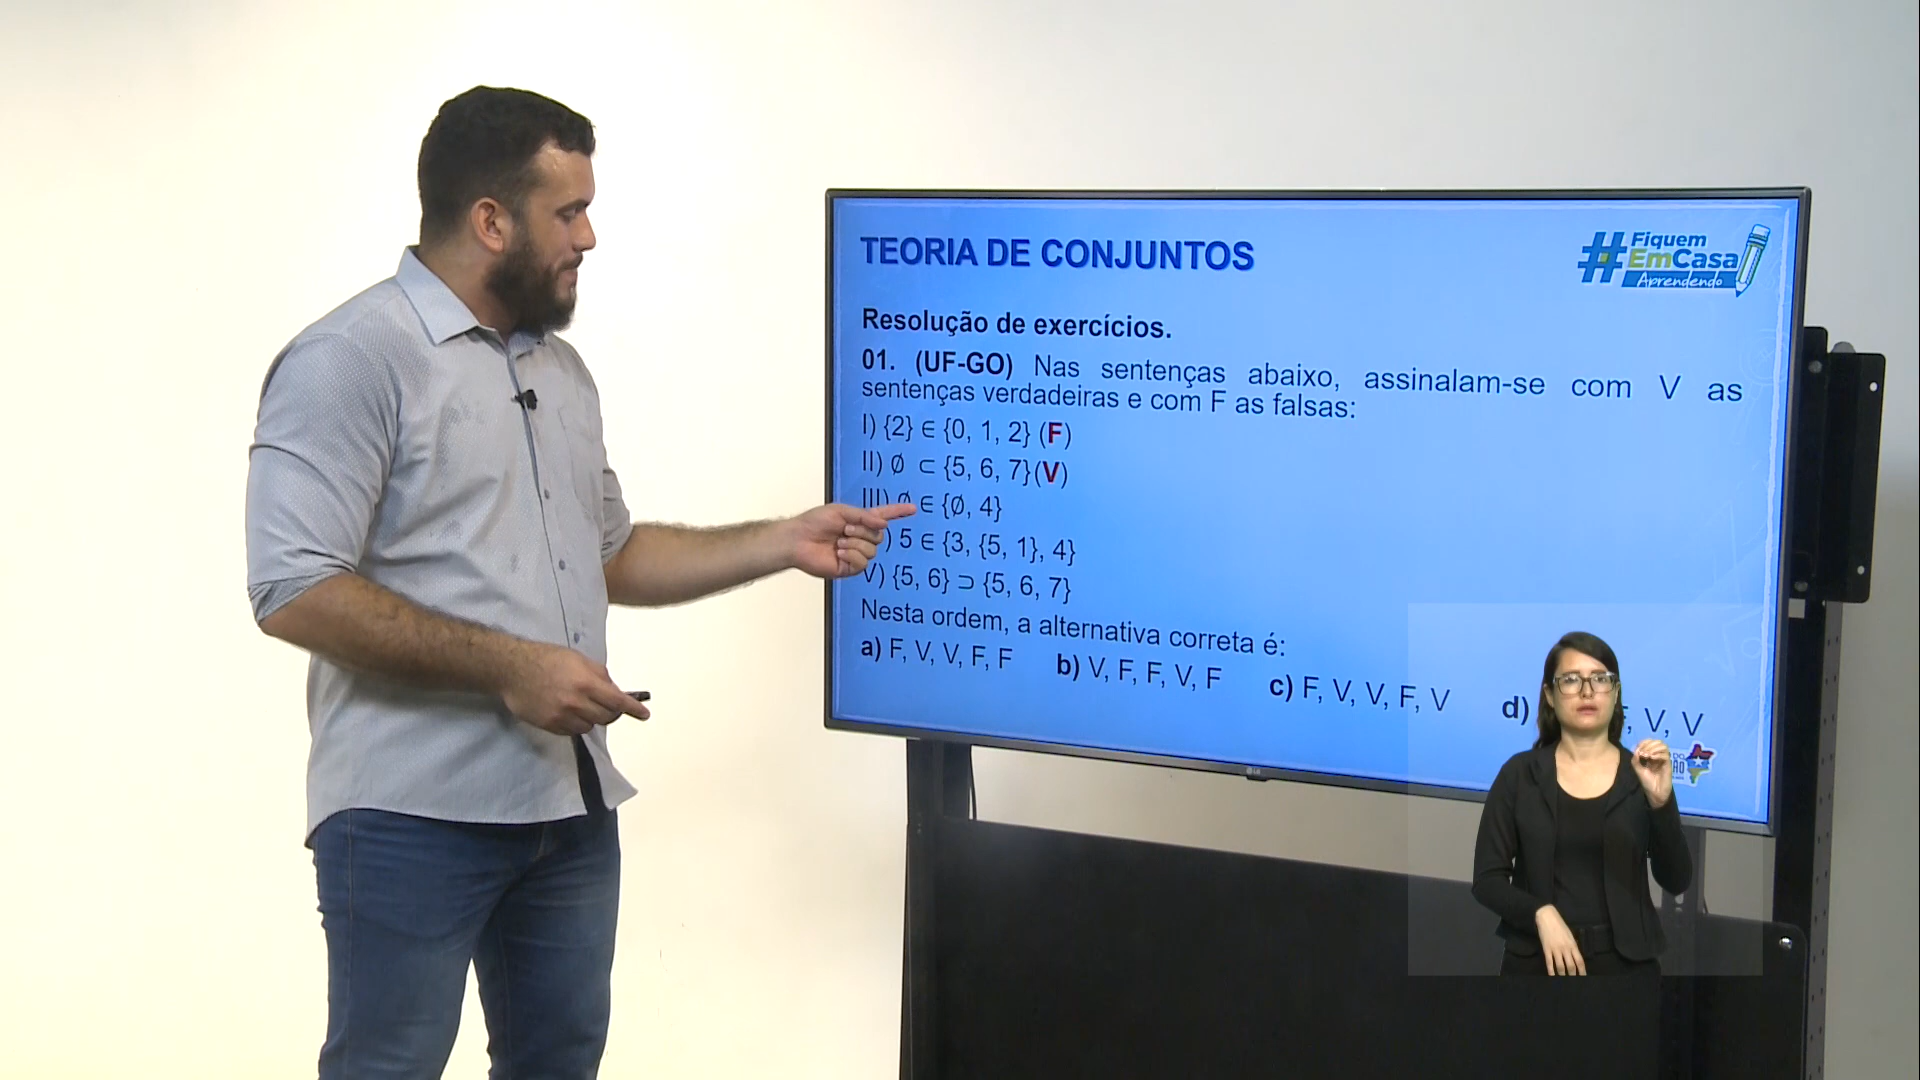 TEORIA DE CONJUNTOS
#Fiquem
EmCasa
Aprendendo
Resolução de exercícios.
01. (UF-GO) Nas sentenças abaixo, assinalam-se com V as
sentenças verdadeiras e com F as falsas:
I) {2} ∈ {0, 1, 2} (F)
II) ∅ ⊂ {5, 6, 7}(V)
III) ∅ ∈ {∅, 4}
) 5 ∈ {3, {5, 1}, 4}
V) {5, 6} ⊃ {5, 6, 7}
Nesta ordem, a alternativa correta é:
a) F, V, V, F, F b) V, F, F, V, F c) F, V, V, F, V d) F, V, V